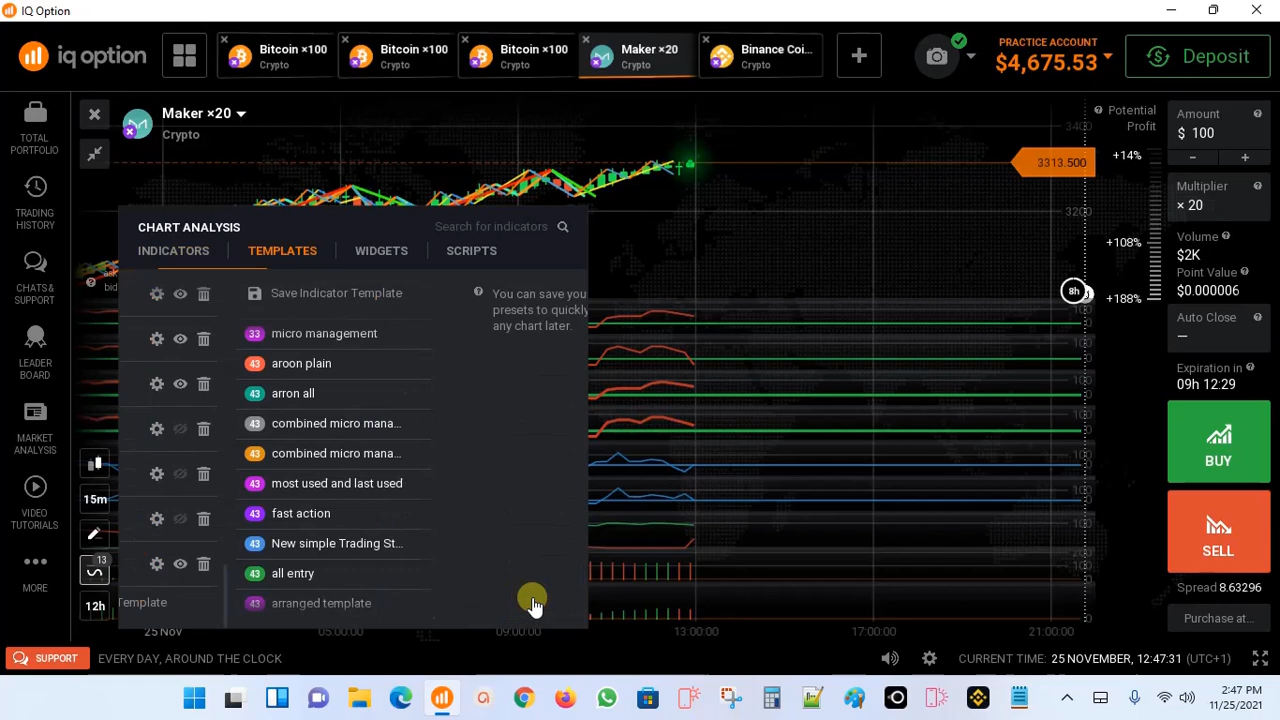 IQ Option
iq option
Bitcoin ×100
Crypto
Bitcoin ×100
Crypto
Bitcoin ×100
Crypto
Maker ×20
Crypto
Binance Coi...
Crypto
+
PRACTICE ACCOUNT
$4,675.53
Deposit
TOTAL
PORTFOLIO
TRADING
HISTORY
CHATS &
SUPPORT
LEADER
BOARD
MARKET
ANALYSIS
VIDEO
TUTORIALS
MORE
Maker ×20
Crypto
CHART ANALYSIS
Search for indicators
INDICATORS
TEMPLATES
WIDGETS
SCRIPTS
Save Indicator Template
You can save you
presets to quickly
any chart later.
33 micro management
43 aroon plain
43 arron all
43 combined micro mana...
43 combined micro mana...
43 most used and last used
43 fast action
43 New simple Trading St...
43 all entry
43 arranged template
Template
15m
13
12h
25 Nov
05:00:00
09:00:00
13:00:00
17:00:00
21:00:00
3400
3313.500
3200
8h
Potential
Profit
+14%
+108%
+188%
Amount
$ 100
−
+
Multiplier
× 20
Volume
$2K
Point Value
$0.000006
Auto Close
—
Expiration in
09h 12:29
BUY
SELL
Spread 8.63296
Purchase at...
SUPPORT
EVERY DAY, AROUND THE CLOCK
CURRENT TIME: 25 NOVEMBER, 12:47:31 (UTC+1)
2:47 PM
11/25/2021